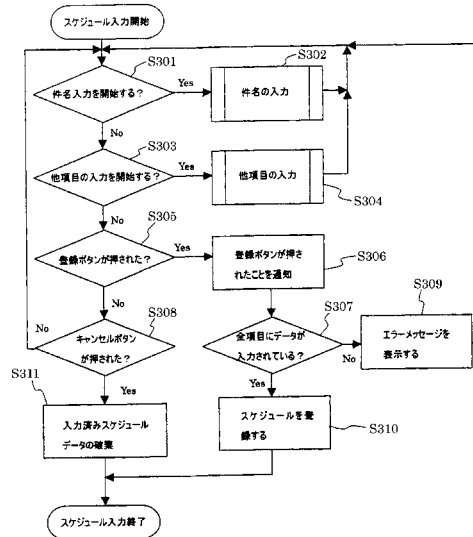 スケジュール入力開始
S301
件名入力を開始する?
Yes
S302
件名の入力
No
S303
他項目の入力を開始する?
Yes
他項目の入力
S304
No
S305
登録ボタンが押された?
Yes
登録ボタンが押さ
れたことを通知
S306
No
S308
キャンセルボタン
が押された?
No
S307
全項目にデータが
入力されている?
No
S309
エラーメッセージを
表示する
Yes
S311
入力済みスケジュール
データの破棄
Yes
スケジュールを登
録する
S310
スケジュール入力終了